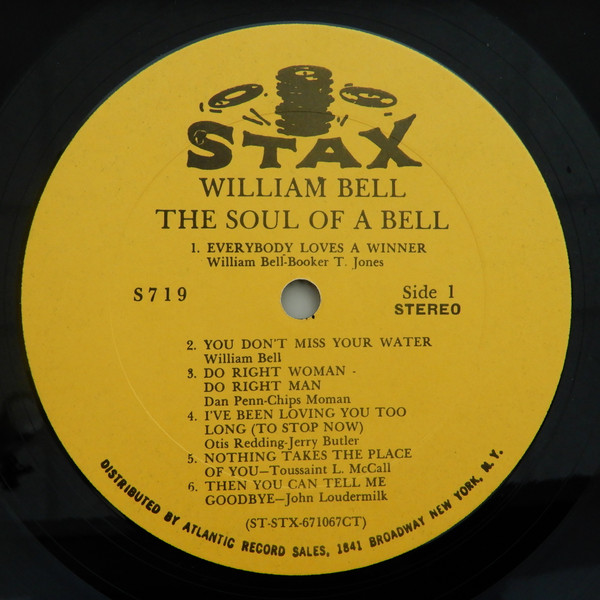 STAX
WILLIAM BELL
THE SOUL OF A BELL
1. EVERYBODY LOVES A WINNER
William Bell-Booker T. Jones
S719
Side 1
STEREO
2. YOU DON'T MISS YOUR WATER
William Bell
3. DO RIGHT WOMAN -
DO RIGHT MAN
Dan Penn-Chips Moman
4. I'VE BEEN LOVING YOU TOO
LONG (TO STOP NOW)
Otis Redding-Jerry Butler
5. NOTHING TAKES THE PLACE
OF YOU—Toussaint L. McCall
6. THEN YOU CAN TELL ME
GOODBYE—John Loudermilk
(ST-STX-671067CT)
DISTRIBUTED BY ATLANTIC RECORD SALES, 1841 BROADWAY NEW YORK, N.Y.